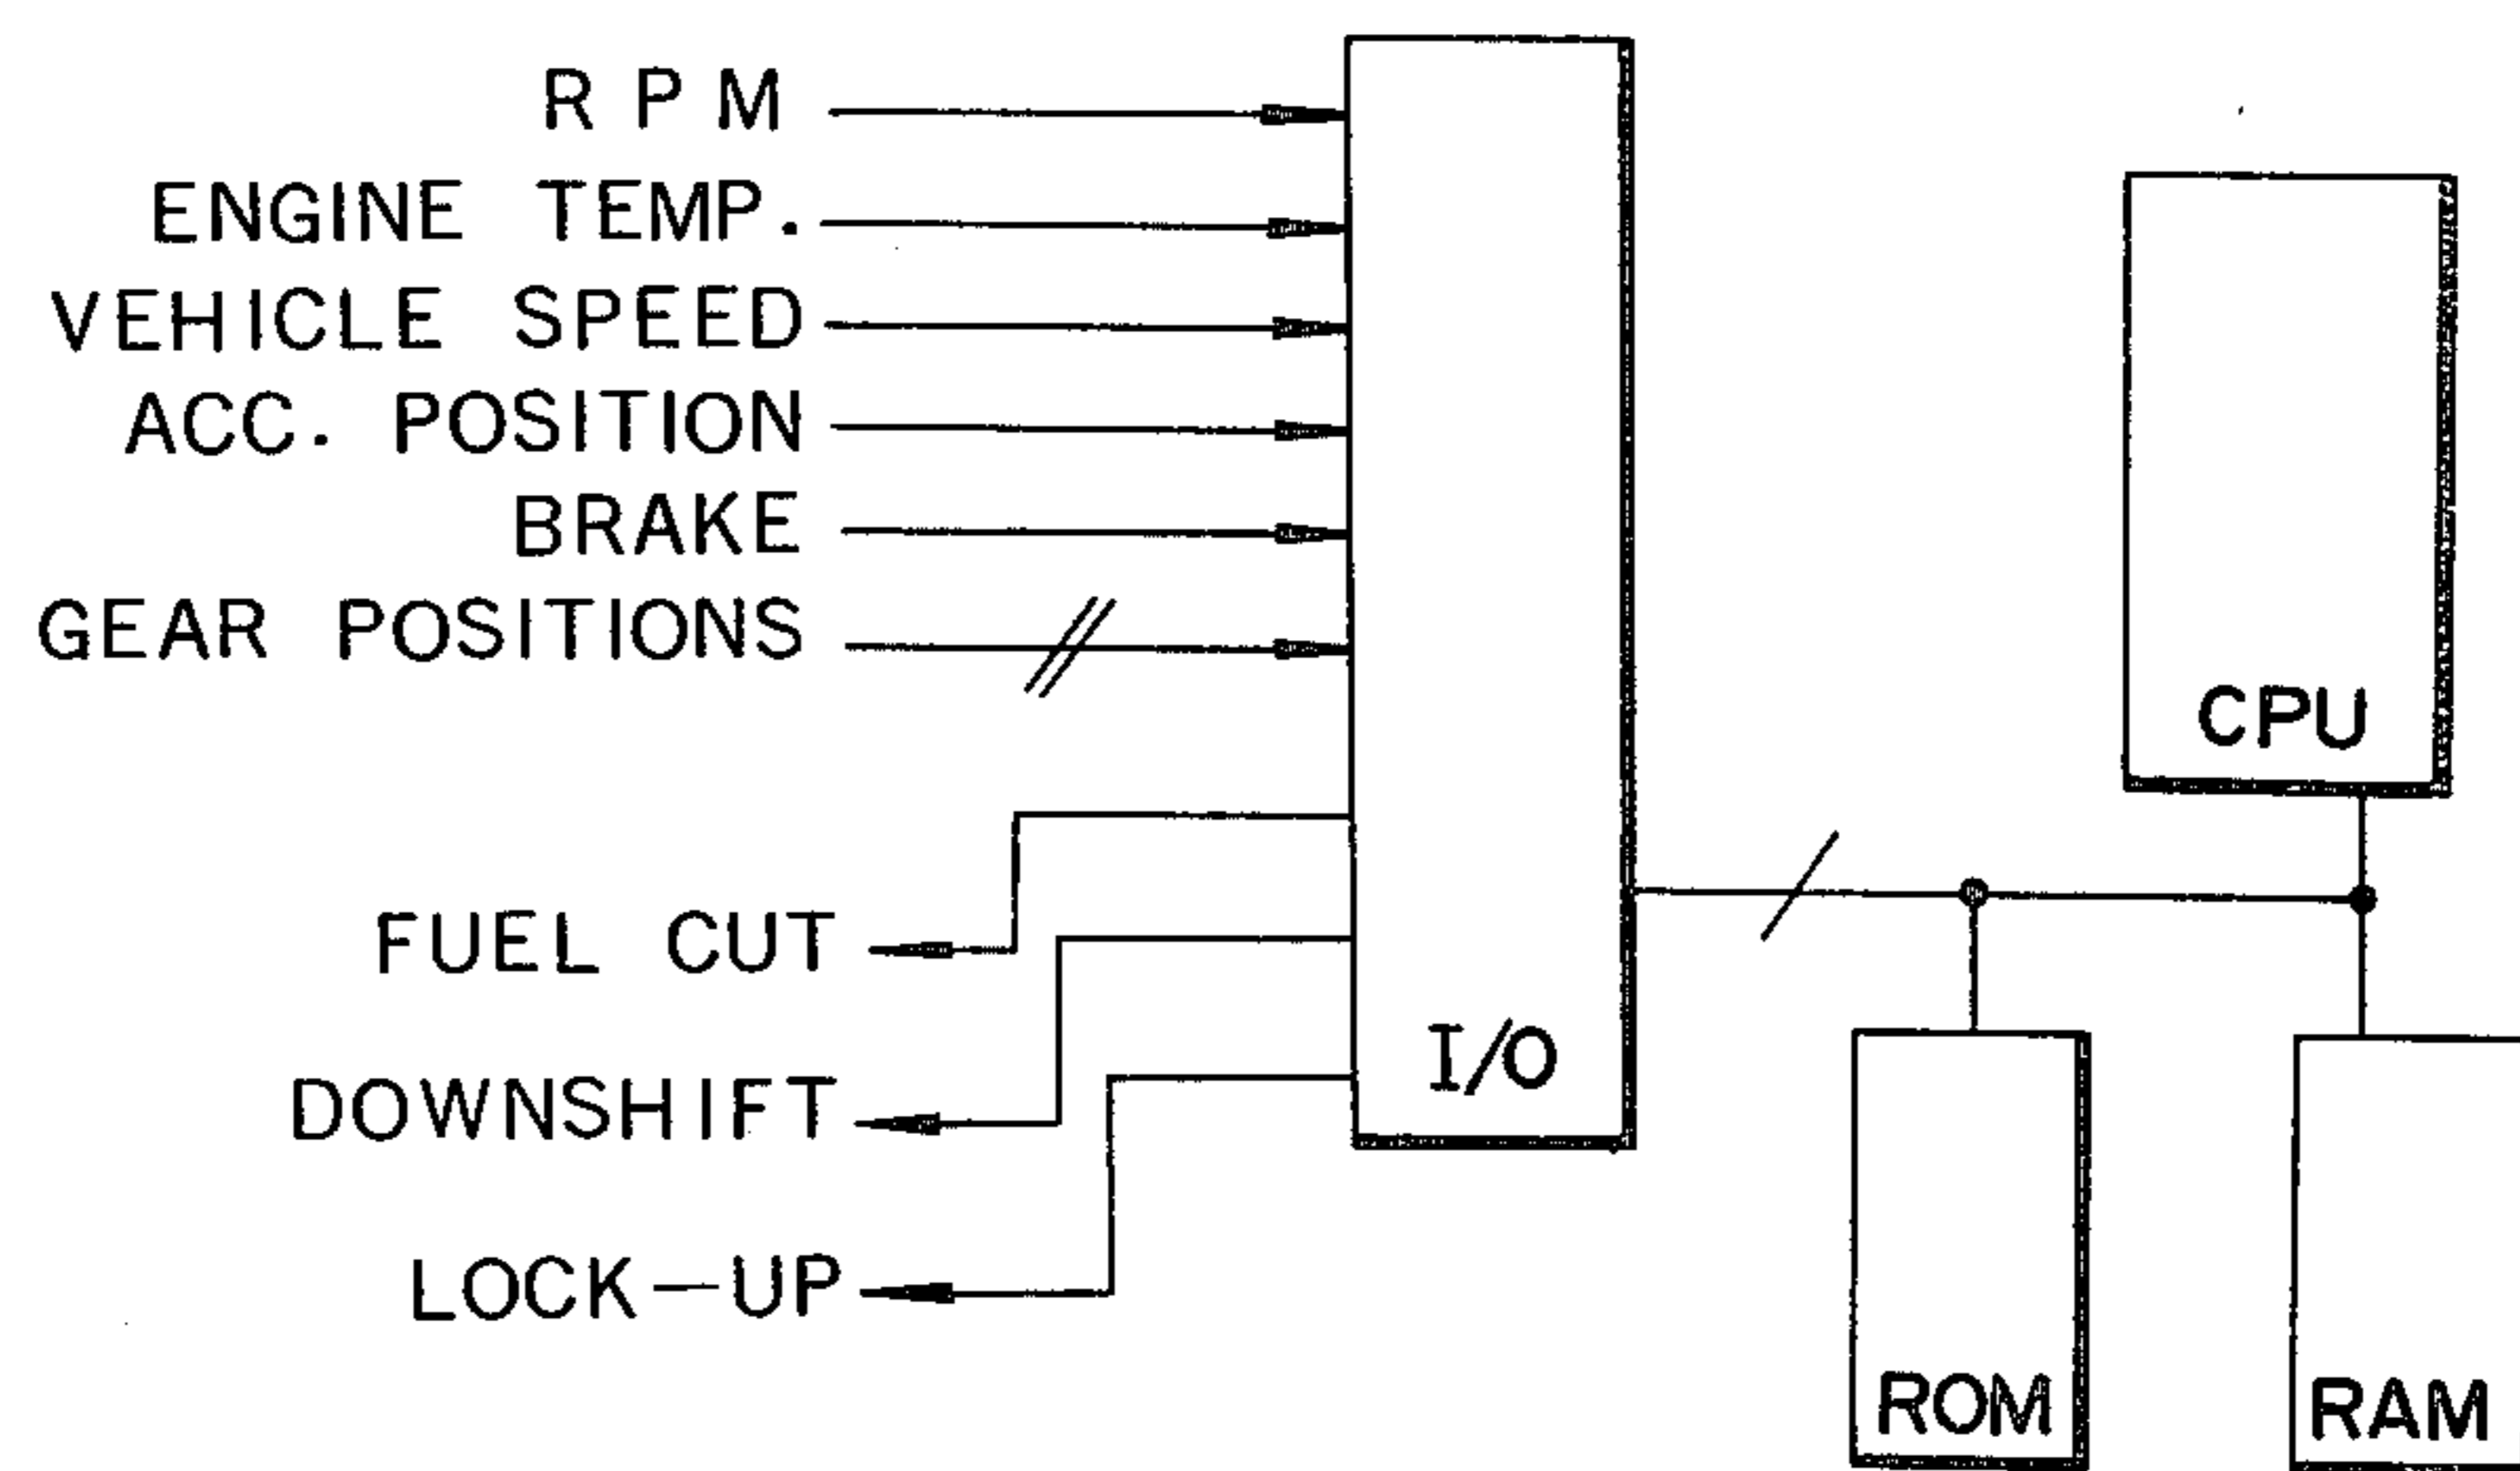 RPM
ENGINE TEMP.
VEHICLE SPEED
ACC. POSITION
BRAKE
GEAR POSITIONS
CPU
FUEL CUT
I/O
DOWNSHIFT
LOCK-UP
ROM
RAM